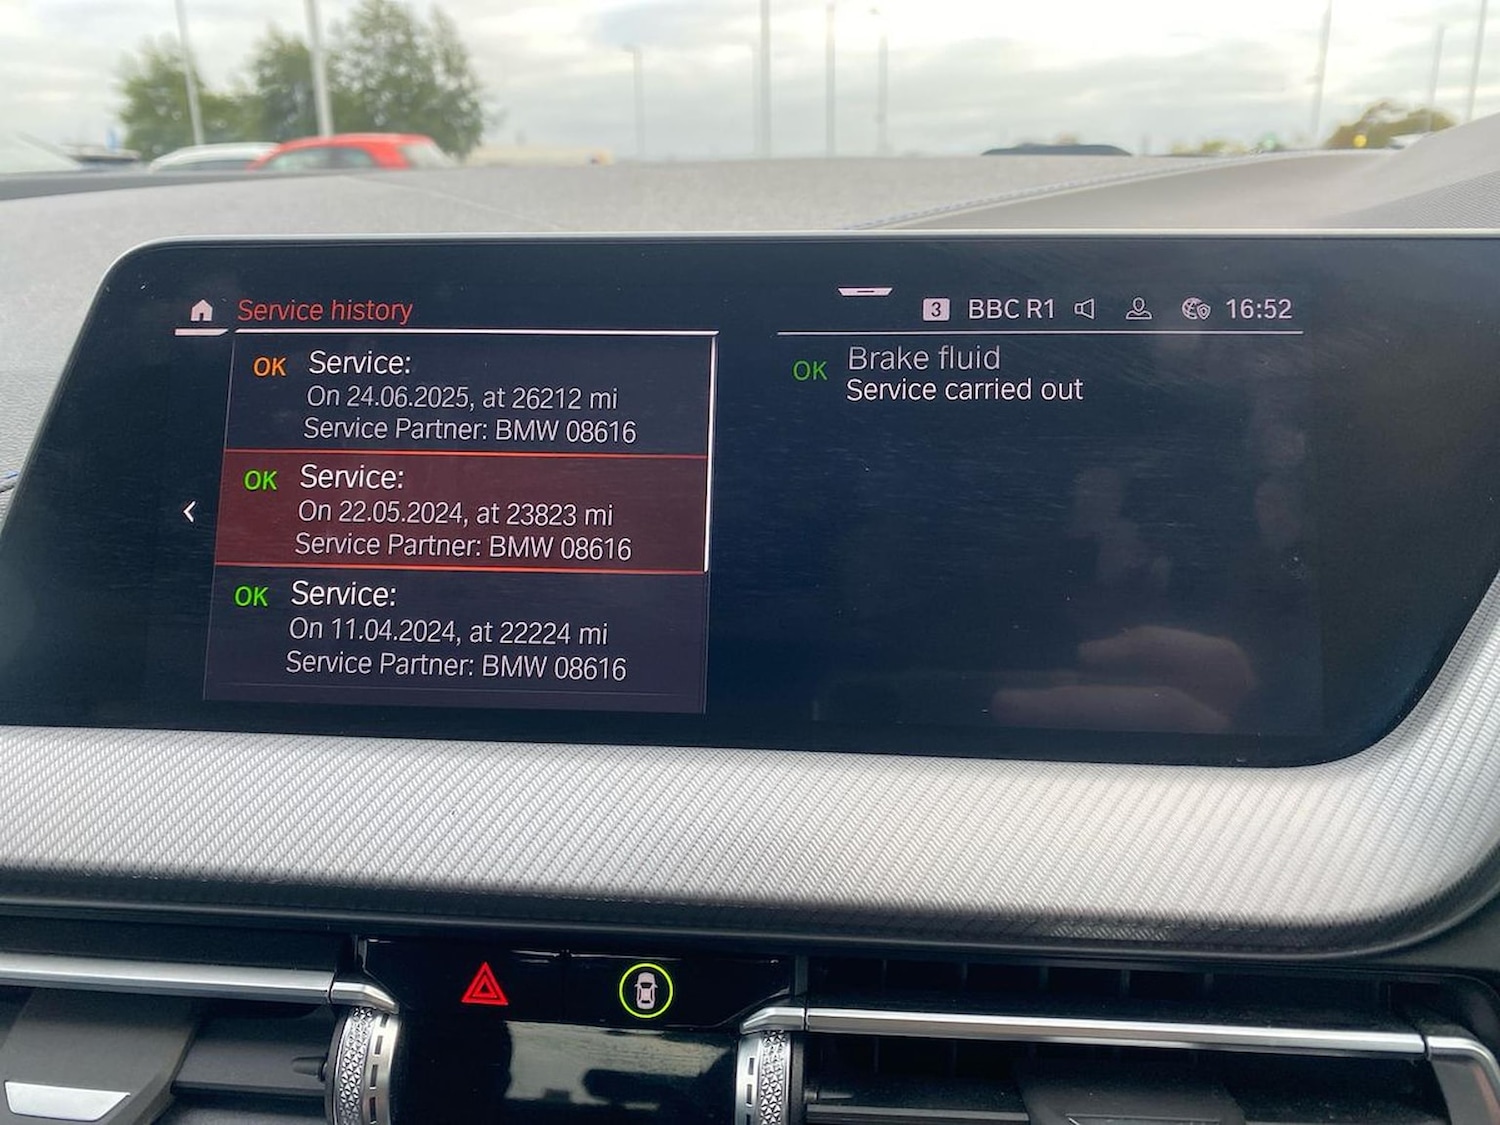 Service history
3 BBC R1 16:52
OK Service:
On 24.06.2025, at 26212 mi
Service Partner: BMW 08616
OK Service:
On 22.05.2024, at 23823 mi
Service Partner: BMW 08616
OK Service:
On 11.04.2024, at 22224 mi
Service Partner: BMW 08616
OK Brake fluid
Service carried out